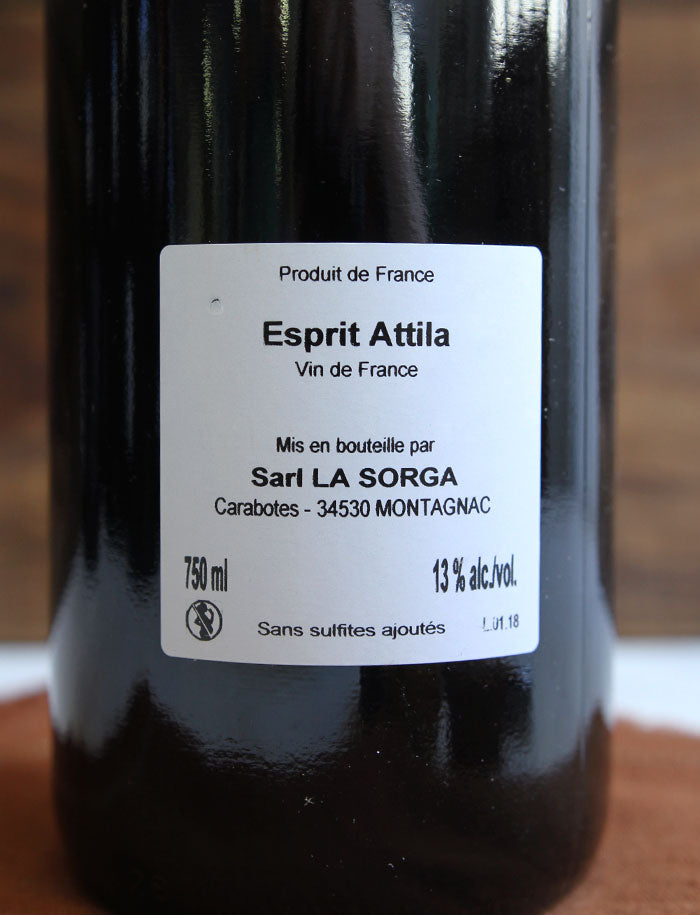 Produit de France
Esprit Attila
Vin de France
Mis en bouteille par
Sarl LA SORGA
Carabotes - 34530 MONTAGNAC
750 ml
13 % alc./vol.
Sans sulfites ajoutés
L.01.18